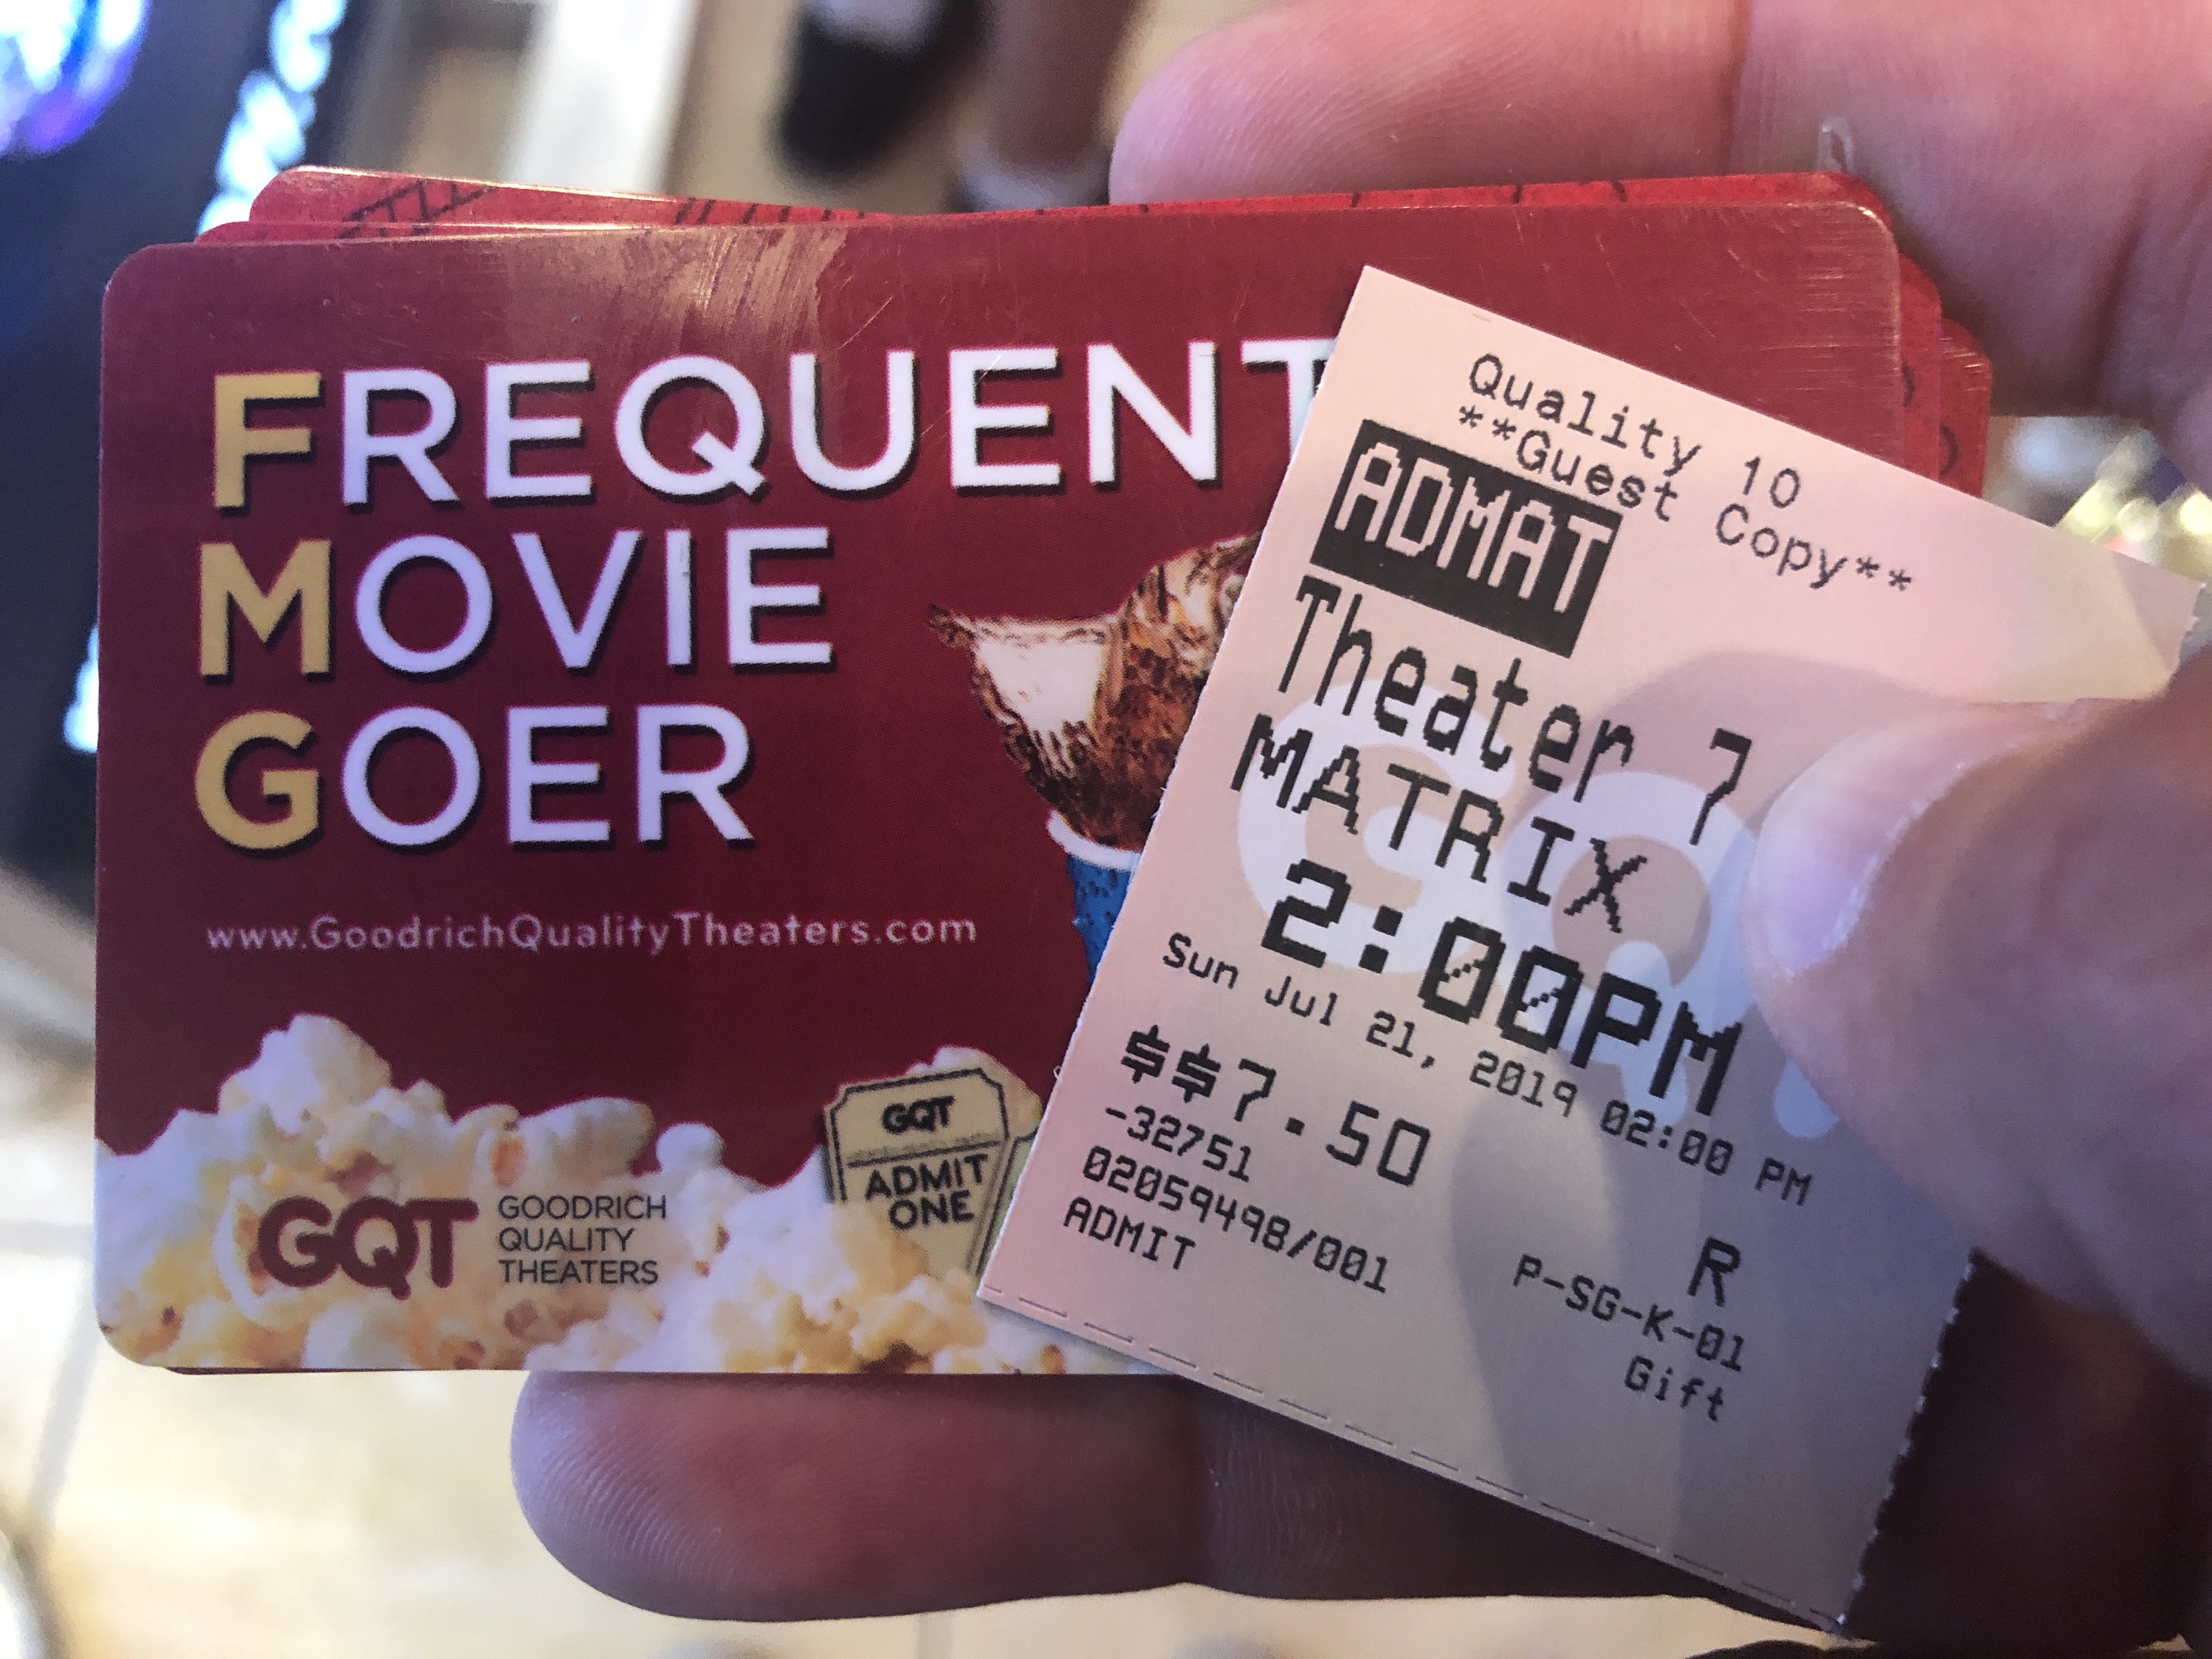 FREQUENT
MOVIE
GOER
www.GoodrichQualityTheaters.com
GQT
GOODRICH
QUALITY
THEATERS
GQT
ADMIT
ONE
Quality 10
**Guest Copy**
ADMAT
Theater 7
MATRIX
2:00PM
Sun Jul 21, 2019 02:00 PM
$$7.50
-32751
02059498/001
ADMIT
R
P-SG-K-01
Gift